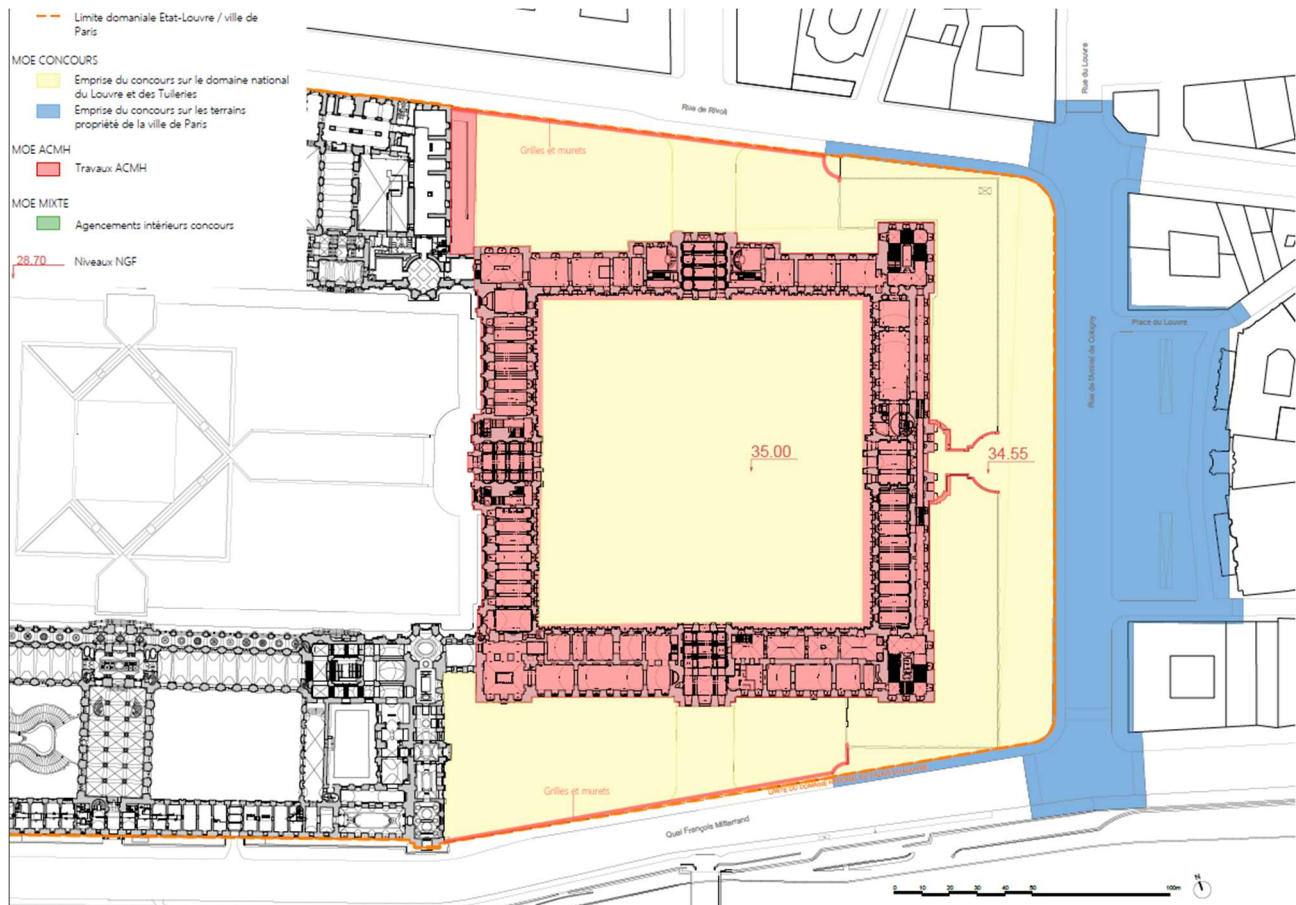 Limite domaniale Etat-Louvre / ville de
Paris
MOE CONCOURS
Emprise du concours sur le domaine national
du Louvre et des Tuileries
Emprise du concours sur les terrains
propriété de la ville de Paris
MOE ACMH
Travaux ACMH
MOE MIXTE
Agencements intérieurs concours
28.70
Niveaux NGF
Rue de Rivoli
Rue du Louvre
Grilles et murets
Place du Louvre
Rue de l'Amiral de Coligny
35.00
34.55
Grilles et murets
Quai François Mitterrand
N
0 10 20 30 40 50 100m